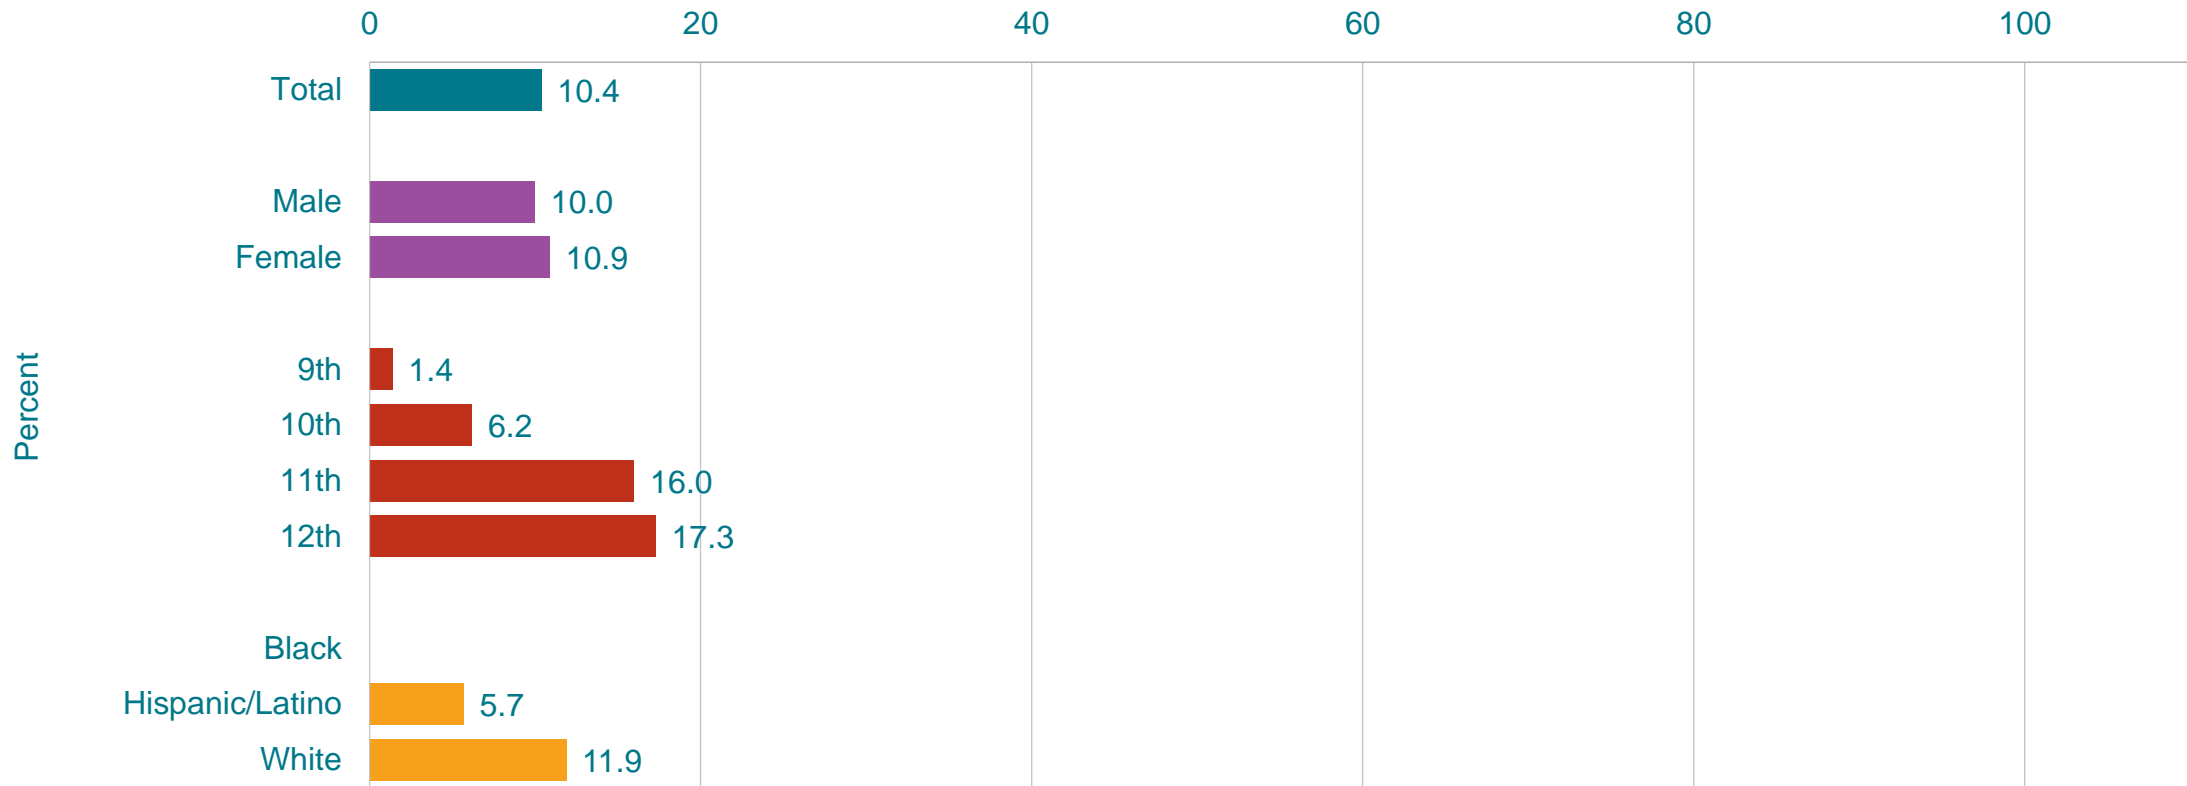 0 20 40 60 80 100
Total 10.4
Male 10.0
Female 10.9
Percent
9th 1.4
10th 6.2
11th 16.0
12th 17.3
Black
Hispanic/Latino 5.7
White 11.9